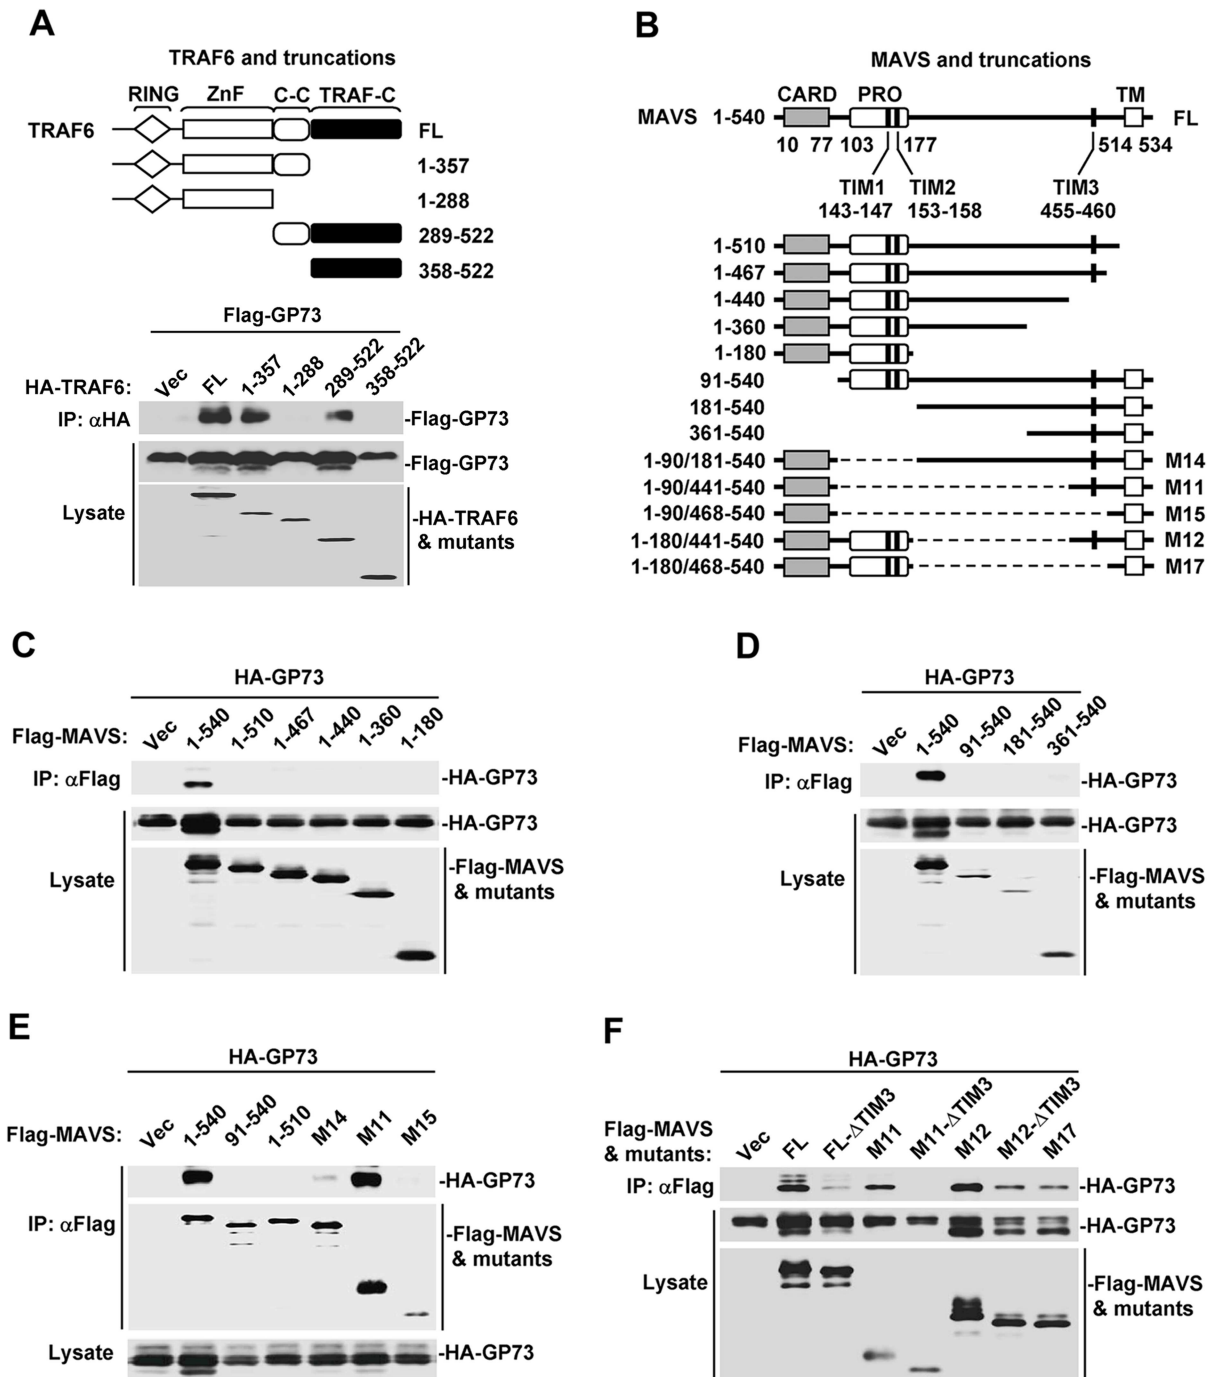 A
TRAF6 and truncations
RING ZnF C-C TRAF-C
TRAF6 FL
1-357
1-288
289-522
358-522
Flag-GP73
HA-TRAF6: Vec FL 1-357 1-288 289-522 358-522
IP: αHA -Flag-GP73
-Flag-GP73
Lysate -HA-TRAF6
& mutants
B
MAVS and truncations
CARD PRO TM
MAVS 1-540 FL
10 77 103 177 514 534
TIM1 TIM2 TIM3
143-147 153-158 455-460
1-510
1-467
1-440
1-360
1-180
91-540
181-540
361-540
1-90/181-540 M14
1-90/441-540 M11
1-90/468-540 M15
1-180/441-540 M12
1-180/468-540 M17
C
HA-GP73
Flag-MAVS: Vec 1-540 1-510 1-467 1-440 1-360 1-180
IP: αFlag -HA-GP73
-HA-GP73
Lysate -Flag-MAVS
& mutants
D
HA-GP73
Flag-MAVS: Vec 1-540 91-540 181-540 361-540
IP: αFlag -HA-GP73
-HA-GP73
Lysate -Flag-MAVS
& mutants
E
HA-GP73
Flag-MAVS: Vec 1-540 91-540 1-510 M14 M11 M15
-HA-GP73
IP: αFlag -Flag-MAVS
& mutants
Lysate -HA-GP73
F
HA-GP73
Flag-MAVS
& mutants: Vec FL FL-ΔTIM3 M11 M11-ΔTIM3 M12 M12-ΔTIM3 M17
IP: αFlag -HA-GP73
-HA-GP73
Lysate -Flag-MAVS
& mutants